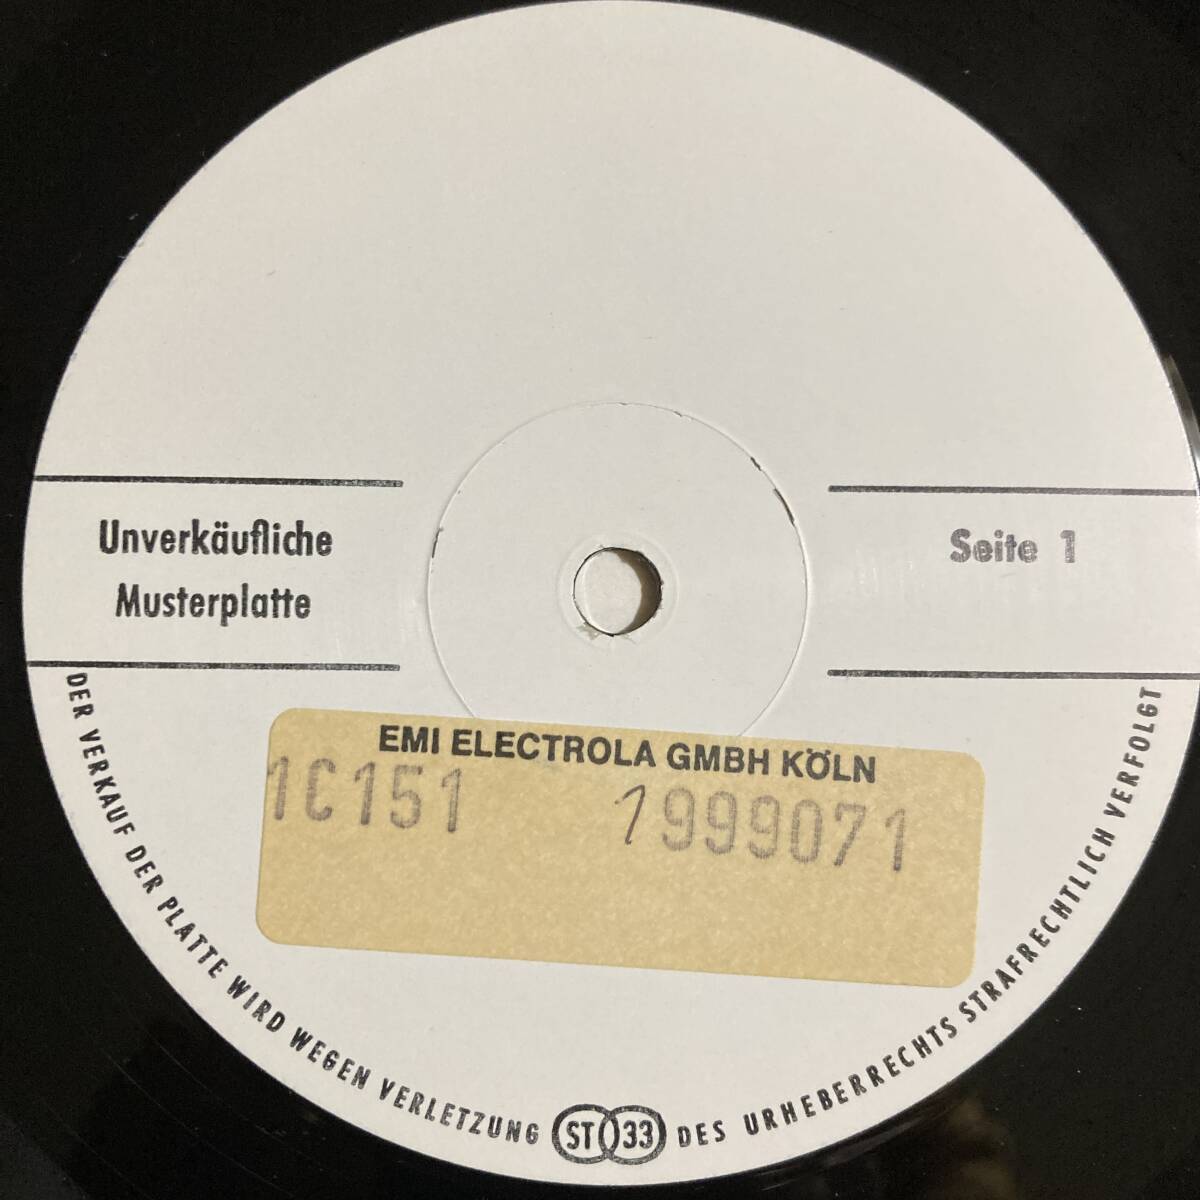 Unverkäufliche
Musterplatte
Seite 1
EMI ELECTROLA GMBH KÖLN
1C151 1999071
DER VERKAUF DER PLATTE WIRD WEGEN VERLETZUNG DES URHEBERRECHTS STRAFRECHTLICH VERFOLGT
ST 33